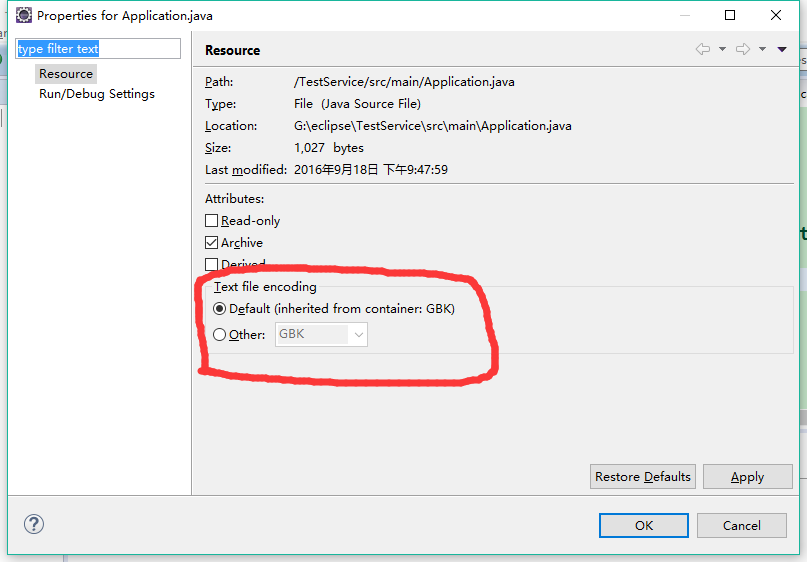 Properties for Application.java
type filter text
Resource
Run/Debug Settings
Resource
Path: /TestService/src/main/Application.java
Type: File (Java Source File)
Location: G:\eclipse\TestService\src\main\Application.java
Size: 1,027 bytes
Last modified: 2016年9月18日 下午9:47:59
Attributes:
Read-only
Archive
Derived
Text file encoding
Default (inherited from container: GBK)
Other: GBK
Restore Defaults Apply
OK Cancel